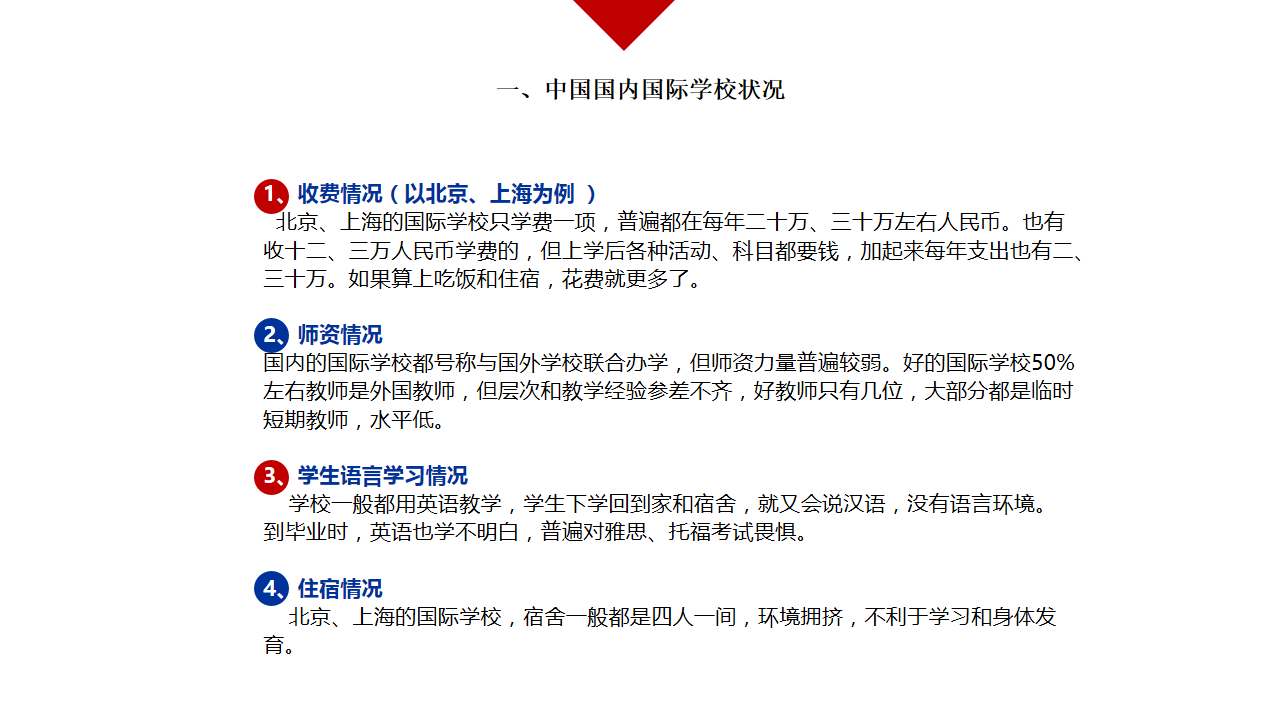 一、中国国内国际学校状况
1、收费情况（以北京、上海为例 ）
北京、上海的国际学校只学费一项，普遍都在每年二十万、三十万左右人民币。也有
收十二、三万人民币学费的，但上学后各种活动、科目都要钱，加起来每年支出也有二、
三十万。如果算上吃饭和住宿，花费就更多了。
2、师资情况
国内的国际学校都号称与国外学校联合办学，但师资力量普遍较弱。好的国际学校50%
左右教师是外国教师，但层次和教学经验参差不齐，好教师只有几位，大部分都是临时
短期教师，水平低。
3、学生语言学习情况
学校一般都用英语教学，学生下学回到家和宿舍，就又会说汉语，没有语言环境。
到毕业时，英语也学不明白，普遍对雅思、托福考试畏惧。
4、住宿情况
北京、上海的国际学校，宿舍一般都是四人一间，环境拥挤，不利于学习和身体发
育。